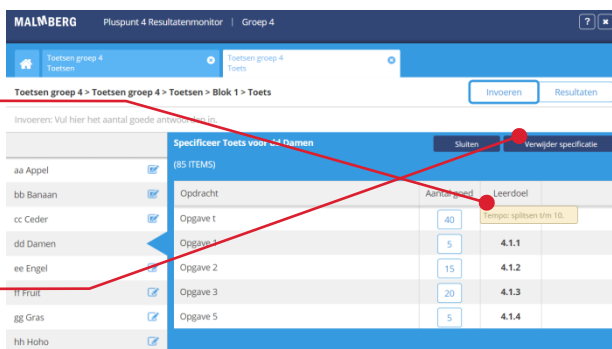 MALMBERG Pluspunt 4 Resultatenmonitor | Groep 4 ? ×
Toetsen groep 4
Toetsen
Toetsen groep 4
Toets
Toetsen groep 4 > Toetsen groep 4 > Toetsen > Blok 1 > Toets
Invoeren Resultaten
Invoeren: Vul hier het aantal goede antwoorden in.
Specificeer Toets voor dd Damen
(85 ITEMS)
Sluiten Verwijder specificatie
aa Appel
bb Banaan
cc Ceder
dd Damen
ee Engel
ff Fruit
gg Gras
hh Hoho
Opdracht Aantal goed Leerdoel
Opgave t 40 Tempo: splitsen t/m 10.
Opgave 1 5 4.1.1
Opgave 2 15 4.1.2
Opgave 3 20 4.1.3
Opgave 5 5 4.1.4